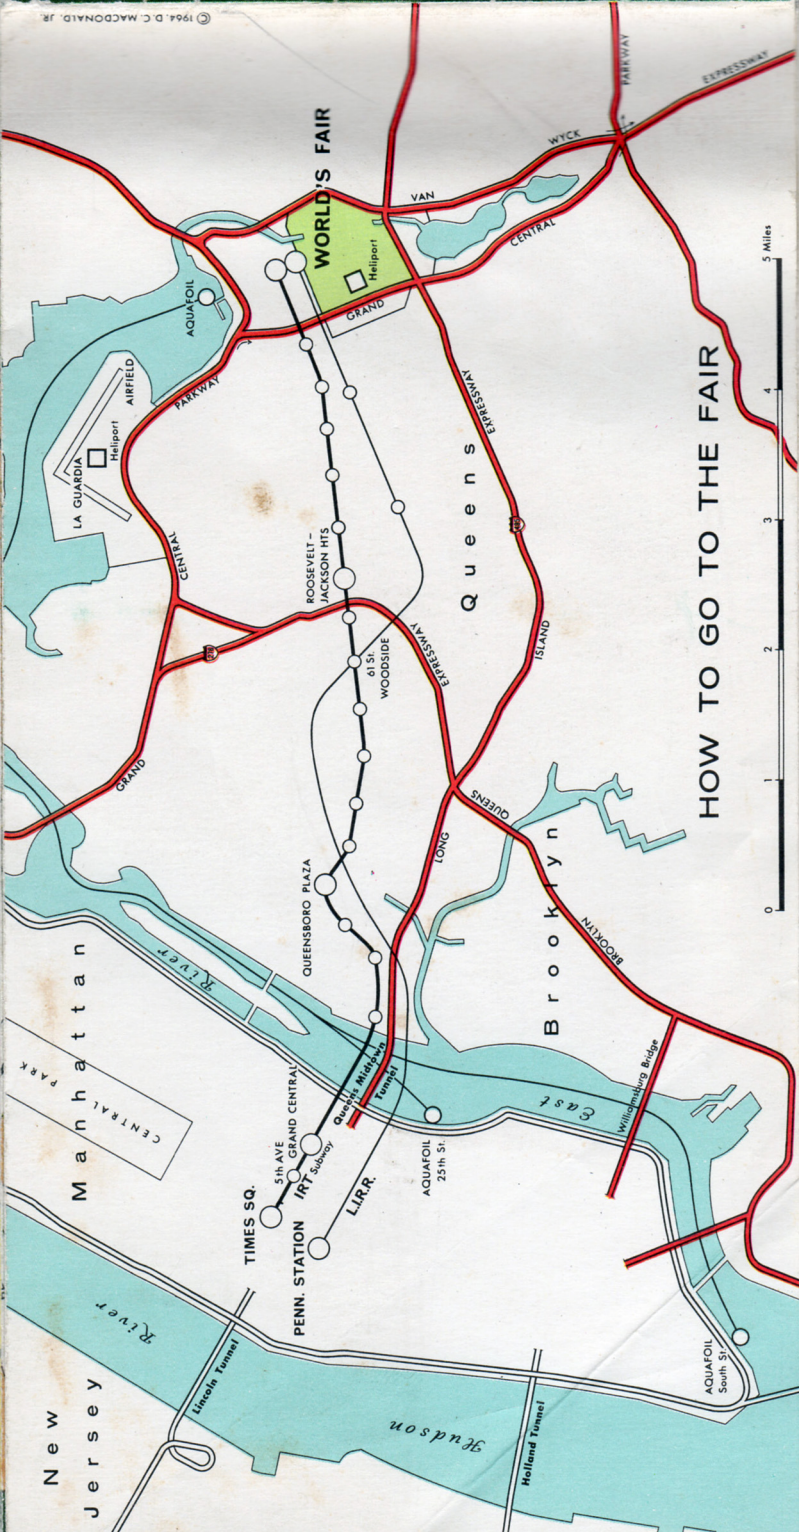 HOW TO GO TO THE FAIR
© 1964, D. C. MACDONALD, JR.
WORLD'S FAIR
Heliport
PARKWAY
EXPRESSWAY
WYCK
VAN
CENTRAL
GRAND
AQUAFOIL
LA GUARDIA
AIRFIELD
Heliport
PARKWAY
CENTRAL
GRAND
278
ROOSEVELT –
JACKSON HTS
61 St.
WOODSIDE
EXPRESSWAY
EXPRESSWAY
Queens
ISLAND
LONG
QUEENS
BROOKLYN
Brooklyn
QUEENSBORO PLAZA
Manhattan
CENTRAL PARK
CENTRAL
River
East
Queens Midtown
Tunnel
Williamsburg Bridge
GRAND CENTRAL
5th AVE
IRT Subway
TIMES SQ.
L.I.R.R.
PENN. STATION
AQUAFOIL
25th St.
AQUAFOIL
South St.
Lincoln Tunnel
Holland Tunnel
Hudson
River
New
Jersey
0 1 2 3 4 5 Miles